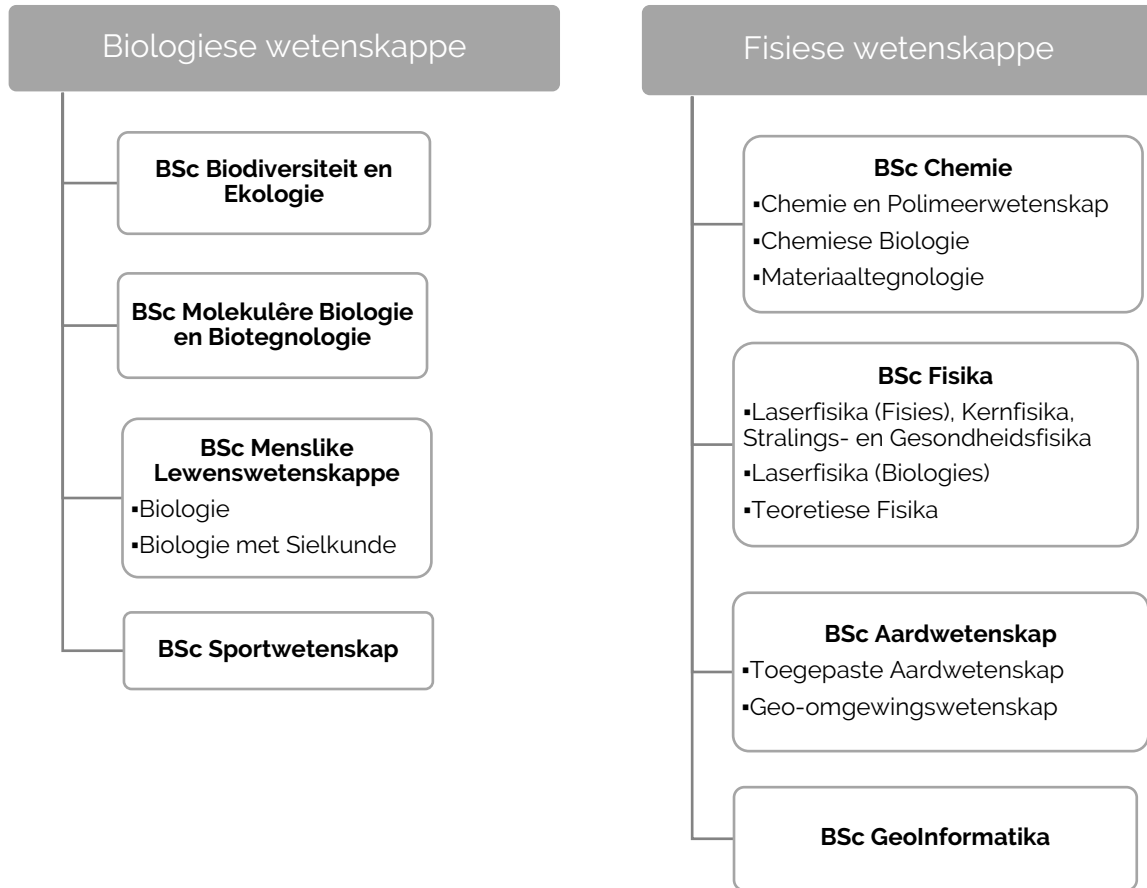 Biologiese wetenskappe
BSc Biodiversiteit en
Ekologie
BSc Molekulêre Biologie
en Biotegnologie
BSc Menslike
Lewenswetenskappe
▪Biologie
▪Biologie met Sielkunde
BSc Sportwetenskap
Fisiese wetenskappe
BSc Chemie
▪Chemie en Polimeerwetenskap
▪Chemiese Biologie
▪Materiaaltegnologie
BSc Fisika
▪Laserfisika (Fisies), Kernfisika,
Stralings- en Gesondheidsfisika
▪Laserfisika (Biologies)
▪Teoretiese Fisika
BSc Aardwetenskap
▪Toegepaste Aardwetenskap
▪Geo-omgewingswetenskap
BSc GeoInformatika